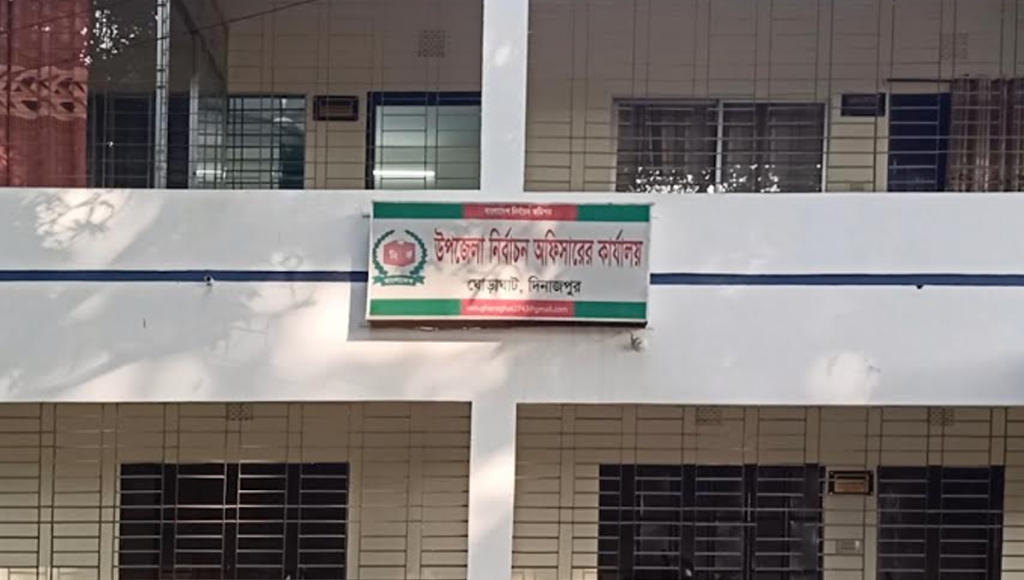 বাংলাদেশ নির্বাচন কমিশন
উপজেলা নির্বাচন অফিসারের কার্যালয়
ঘোড়াঘাট, দিনাজপুর
বাংলাদেশ